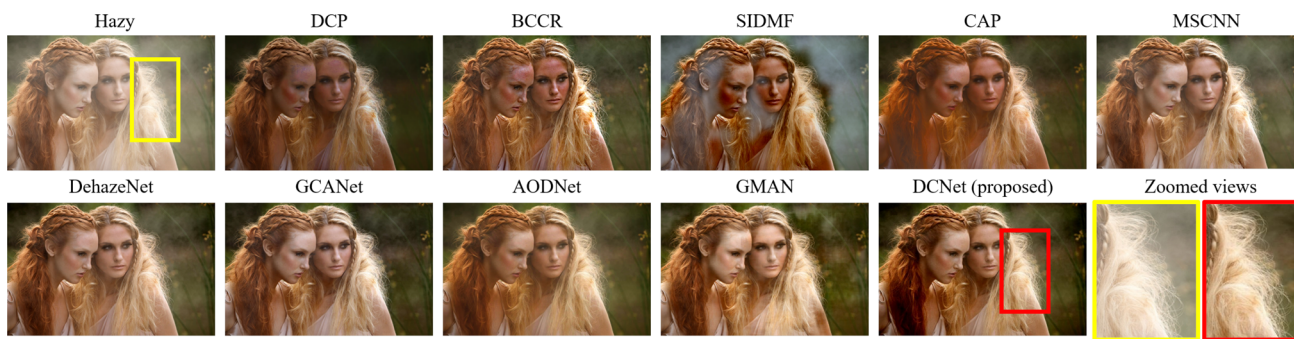 Hazy DCP BCCR SIDMF CAP MSCNN
DehazeNet GCANet AODNet GMAN DCNet (proposed) Zoomed views